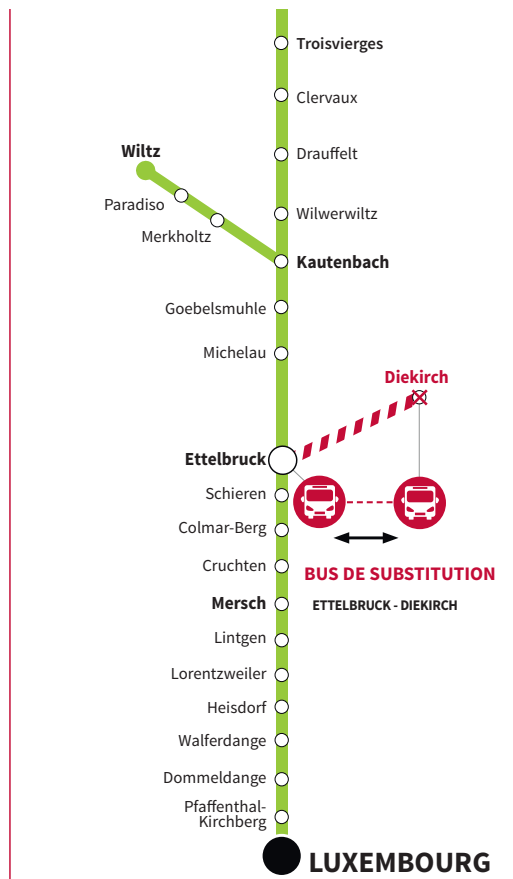 Troisvierges
Clervaux
Drauffelt
Wiltz
Paradiso
Wilwerwiltz
Merkholtz
Kautenbach
Goebelsmuhle
Michelau
Diekirch
Ettelbruck
Schieren
Colmar-Berg
Cruchten
BUS DE SUBSTITUTION
Mersch
ETTELBRUCK - DIEKIRCH
Lintgen
Lorentzweiler
Heisdorf
Walferdange
Dommeldange
Pfaffenthal-
Kirchberg
LUXEMBOURG